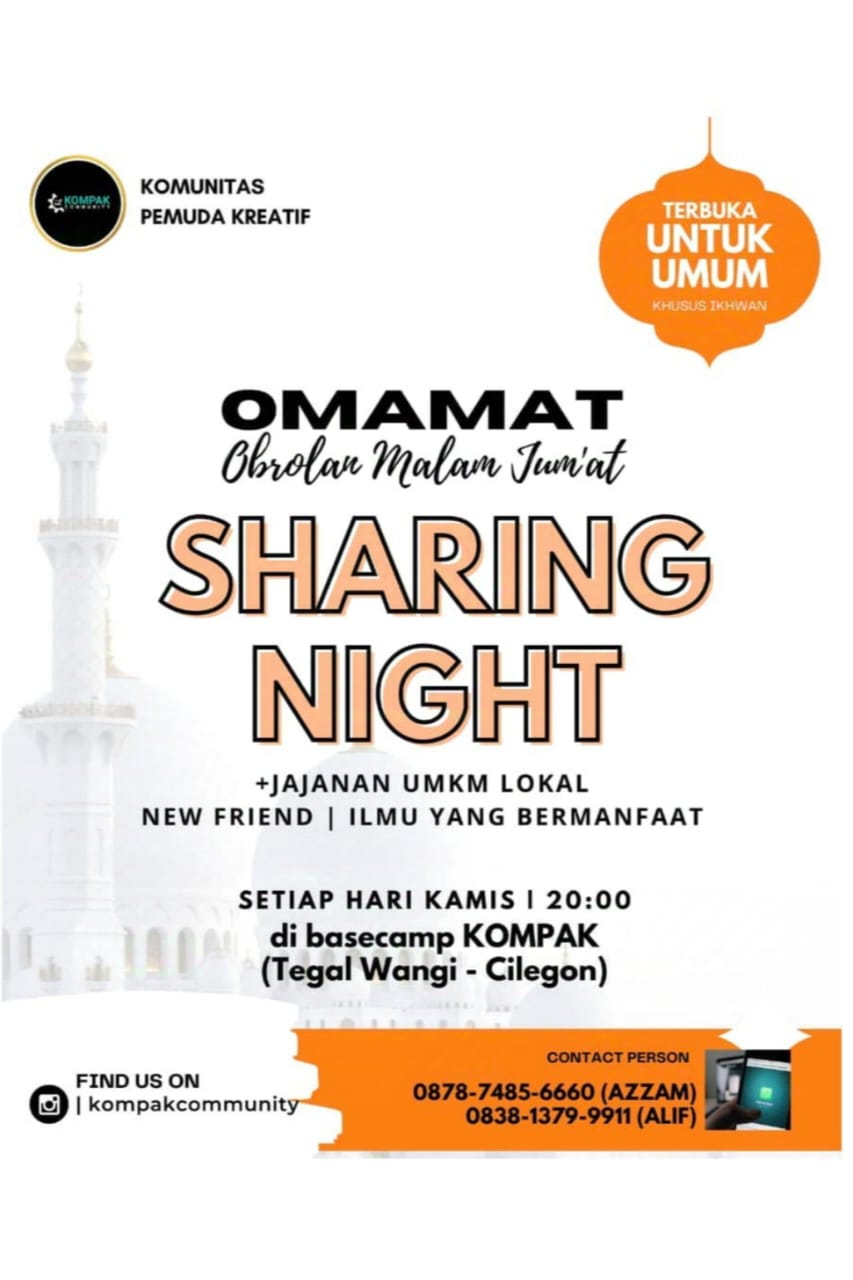 KOMPAK
COMMUNITY
KOMUNITAS
PEMUDA KREATIF
TERBUKA
UNTUK
UMUM
KHUSUS IKHWAN
OMAMAT
Obrolan Malam Jum'at
SHARING
NIGHT
+JAJANAN UMKM LOKAL
NEW FRIEND | ILMU YANG BERMANFAAT
SETIAP HARI KAMIS | 20:00
di basecamp KOMPAK
(Tegal Wangi - Cilegon)
FIND US ON
| kompakcommunity
CONTACT PERSON
0878-7485-6660 (AZZAM)
0838-1379-9911 (ALIF)